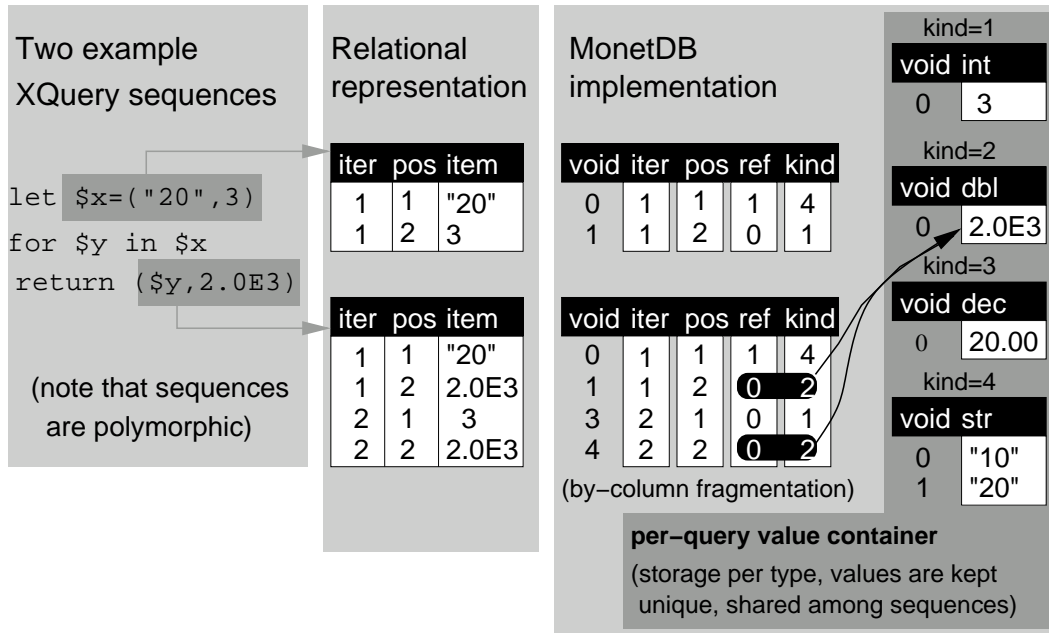 Two example
XQuery sequences
let $x=("20",3)
for $y in $x
return ($y,2.0E3)
(note that sequences
are polymorphic)
Relational
representation
iter pos item
1 1 "20"
1 2 3
iter pos item
1 1 "20"
1 2 2.0E3
2 1 3
2 2 2.0E3
MonetDB
implementation
void iter pos ref kind
0 1 1 1 4
1 1 2 0 1
void iter pos ref kind
0 1 1 1 4
1 1 2 0 2
3 2 1 0 1
4 2 2 0 2
(by−column fragmentation)
kind=1
void int
0 3
kind=2
void dbl
0 2.0E3
kind=3
void dec
0 20.00
kind=4
void str
0 "10"
1 "20"
per−query value container
(storage per type, values are kept
unique, shared among sequences)